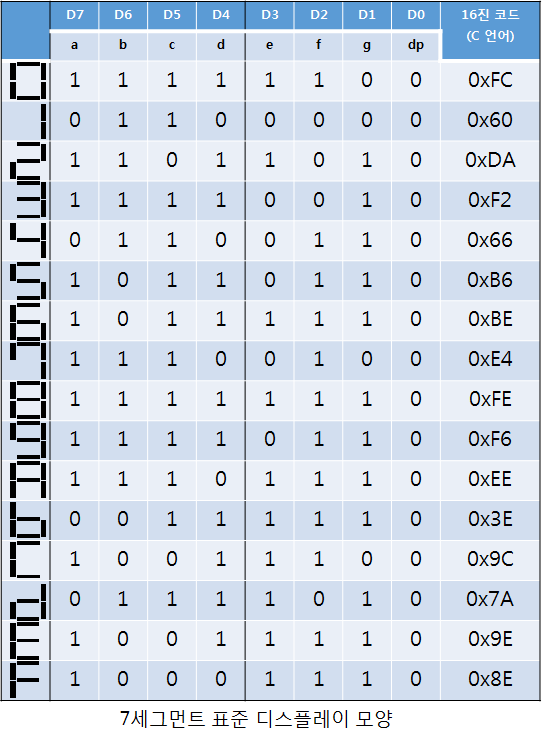 D7 D6 D5 D4 D3 D2 D1 D0 16진 코드
(C 언어)
a b c d e f g dp
0 1 1 1 1 1 1 0 0 0xFC
1 0 1 1 0 0 0 0 0 0x60
2 1 1 0 1 1 0 1 0 0xDA
3 1 1 1 1 0 0 1 0 0xF2
4 0 1 1 0 0 1 1 0 0x66
5 1 0 1 1 0 1 1 0 0xB6
6 1 0 1 1 1 1 1 0 0xBE
7 1 1 1 0 0 1 0 0 0xE4
8 1 1 1 1 1 1 1 0 0xFE
9 1 1 1 1 0 1 1 0 0xF6
A 1 1 1 0 1 1 1 0 0xEE
b 0 0 1 1 1 1 1 0 0x3E
C 1 0 0 1 1 1 0 0 0x9C
d 0 1 1 1 1 0 1 0 0x7A
E 1 0 0 1 1 1 1 0 0x9E
F 1 0 0 0 1 1 1 0 0x8E
7세그먼트 표준 디스플레이 모양